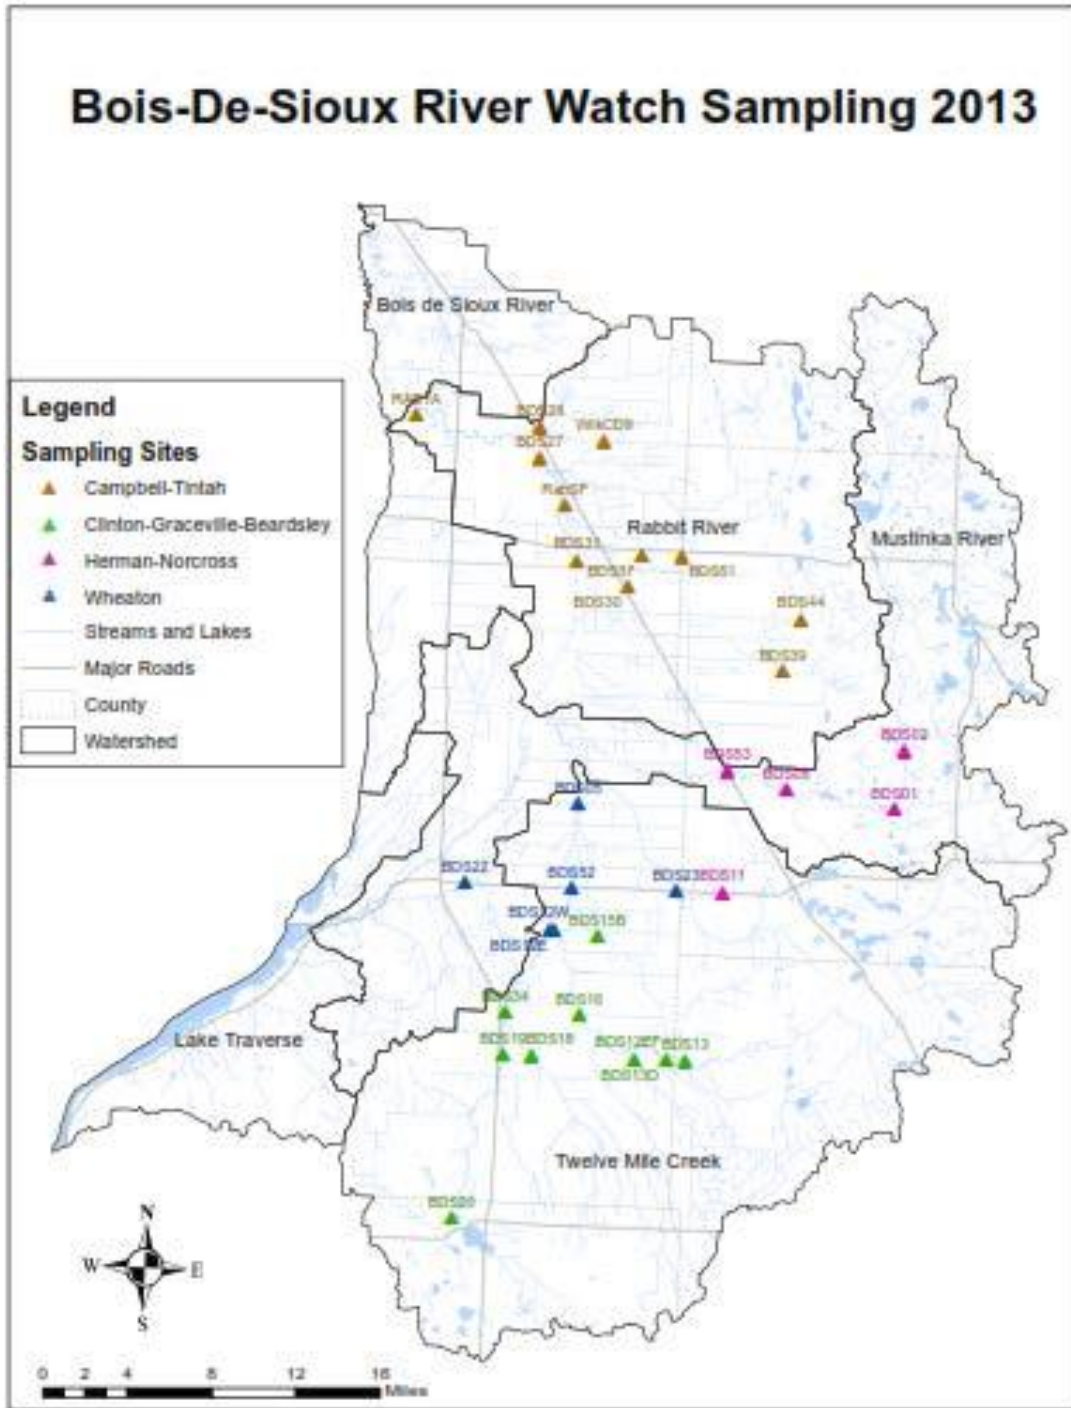 Bois-De-Sioux River Watch Sampling 2013
Bois de Sioux River
Legend
Sampling Sites
Campbell-Tintah
Clinton-Graceville-Beardsley
Herman-Norcross
Wheaton
Streams and Lakes
Major Roads
County
Watershed
BDS27
Rabbit River
Mustinka River
BDS31
BDS51
BDS30
BDS44
BDS39
BDS53
BDS01
BDS22
BDS52
BDS23
BDS11
BDS15B
BDS34
BDS16
Lake Traverse
BDS19
BDS18
BDS13
BDS13D
Twelve Mile Creek
N
W
E
S
0 2 4 8 12 16
Miles